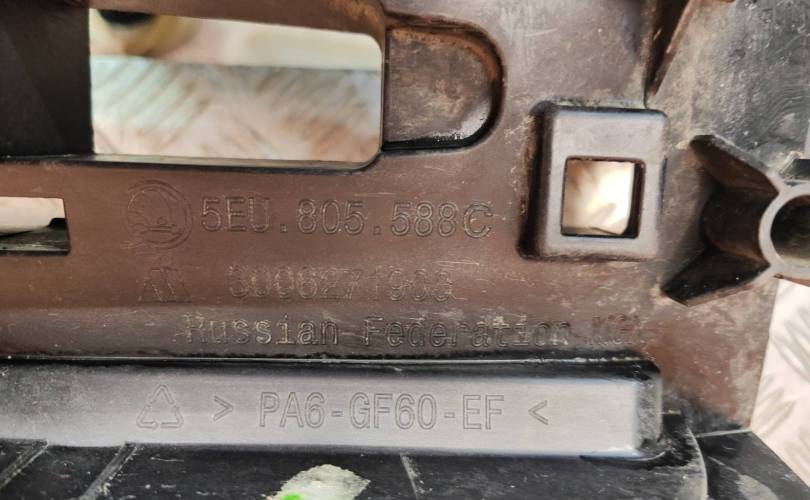 5EU.805.588C
Russian Federation
> PA6-GF60-EF <